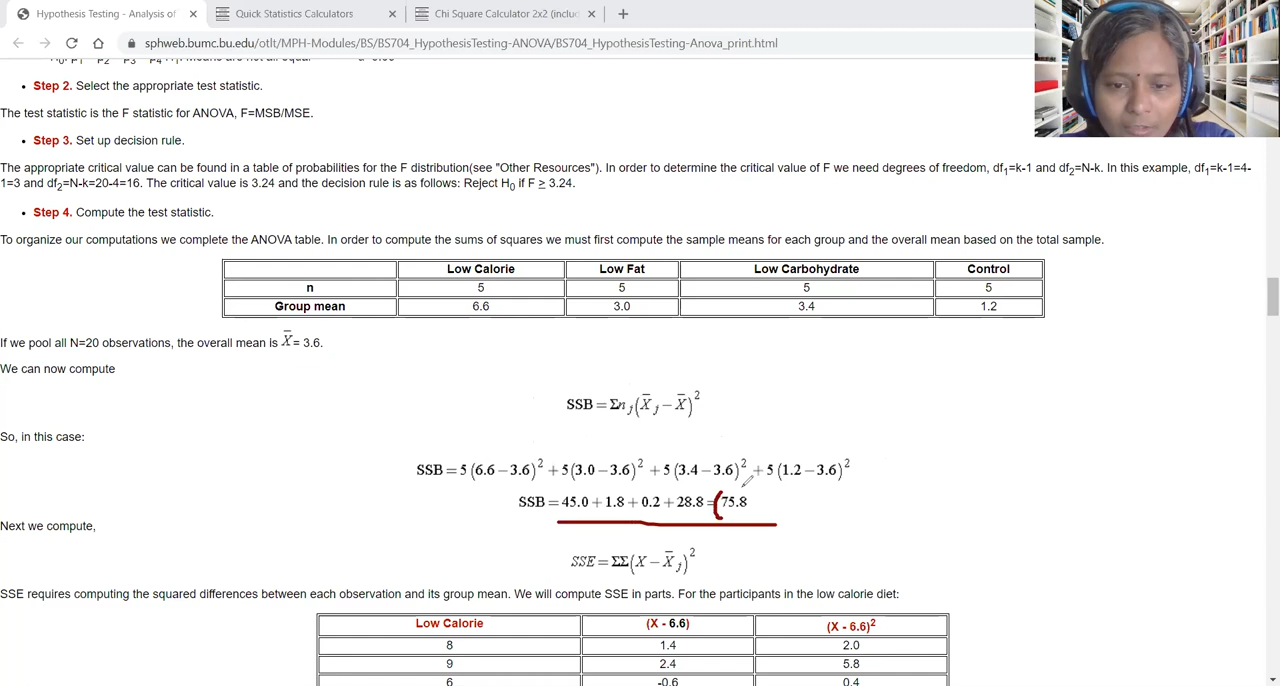 Hypothesis Testing - Analysis of
Quick Statistics Calculators
Chi Square Calculator 2x2 (inclu
sphweb.bumc.bu.edu/otlt/MPH-Modules/BS/BS704_HypothesisTesting-ANOVA/BS704_HypothesisTesting-Anova_print.html
• Step 2. Select the appropriate test statistic.
The test statistic is the F statistic for ANOVA, F=MSB/MSE.
• Step 3. Set up decision rule.
The appropriate critical value can be found in a table of probabilities for the F distribution(see "Other Resources"). In order to determine the critical value of F we need degrees of freedom, df1=k-1 and df2=N-k. In this example, df1=k-1=4-
1=3 and df2=N-k=20-4=16. The critical value is 3.24 and the decision rule is as follows: Reject H0 if F ≥ 3.24.
• Step 4. Compute the test statistic.
To organize our computations we complete the ANOVA table. In order to compute the sums of squares we must first compute the sample means for each group and the overall mean based on the total sample.
Low Calorie Low Fat Low Carbohydrate Control
n 5 5 5 5
Group mean 6.6 3.0 3.4 1.2
If we pool all N=20 observations, the overall mean is X̄ = 3.6.
We can now compute
SSB = Σn j (X̄ j − X̄)²
So, in this case:
SSB = 5 (6.6 − 3.6)² + 5 (3.0 − 3.6)² + 5 (3.4 − 3.6)² + 5 (1.2 − 3.6)²
SSB = 45.0 + 1.8 + 0.2 + 28.8 = 75.8
Next we compute,
SSE = ΣΣ(X − X̄ j)²
SSE requires computing the squared differences between each observation and its group mean. We will compute SSE in parts. For the participants in the low calorie diet:
Low Calorie (X - 6.6) (X - 6.6)²
8 1.4 2.0
9 2.4 5.8
6 -0.6 0.4